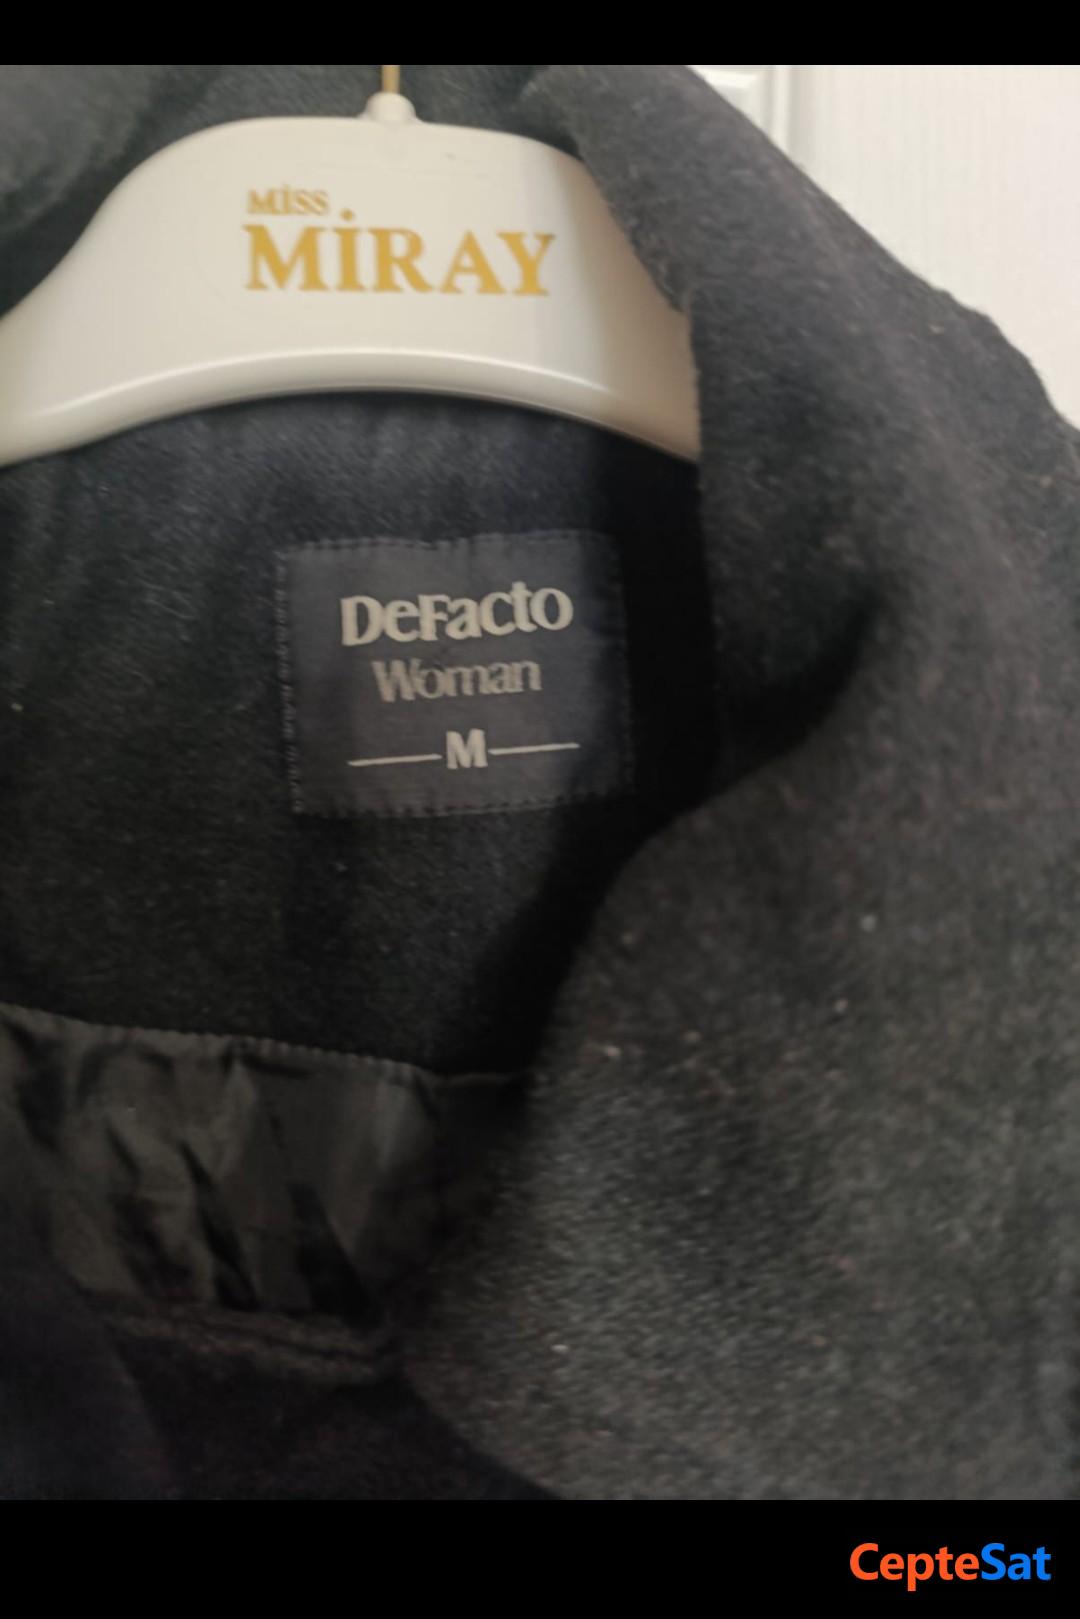 MİSS
MİRAY
DeFacto
Woman
M
CepteSat